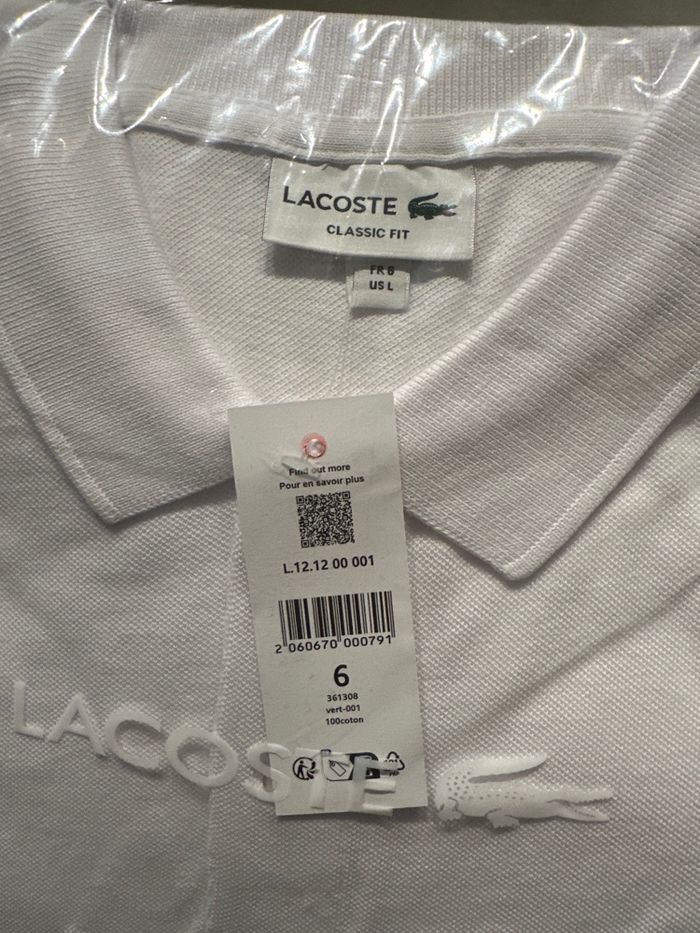 LACOSTE
CLASSIC FIT
FR 6
US L
Find out more
Pour en savoir plus
L.12.12 00 001
2 060670 000791
6
361308
vert-001
100coton
LACOSTE